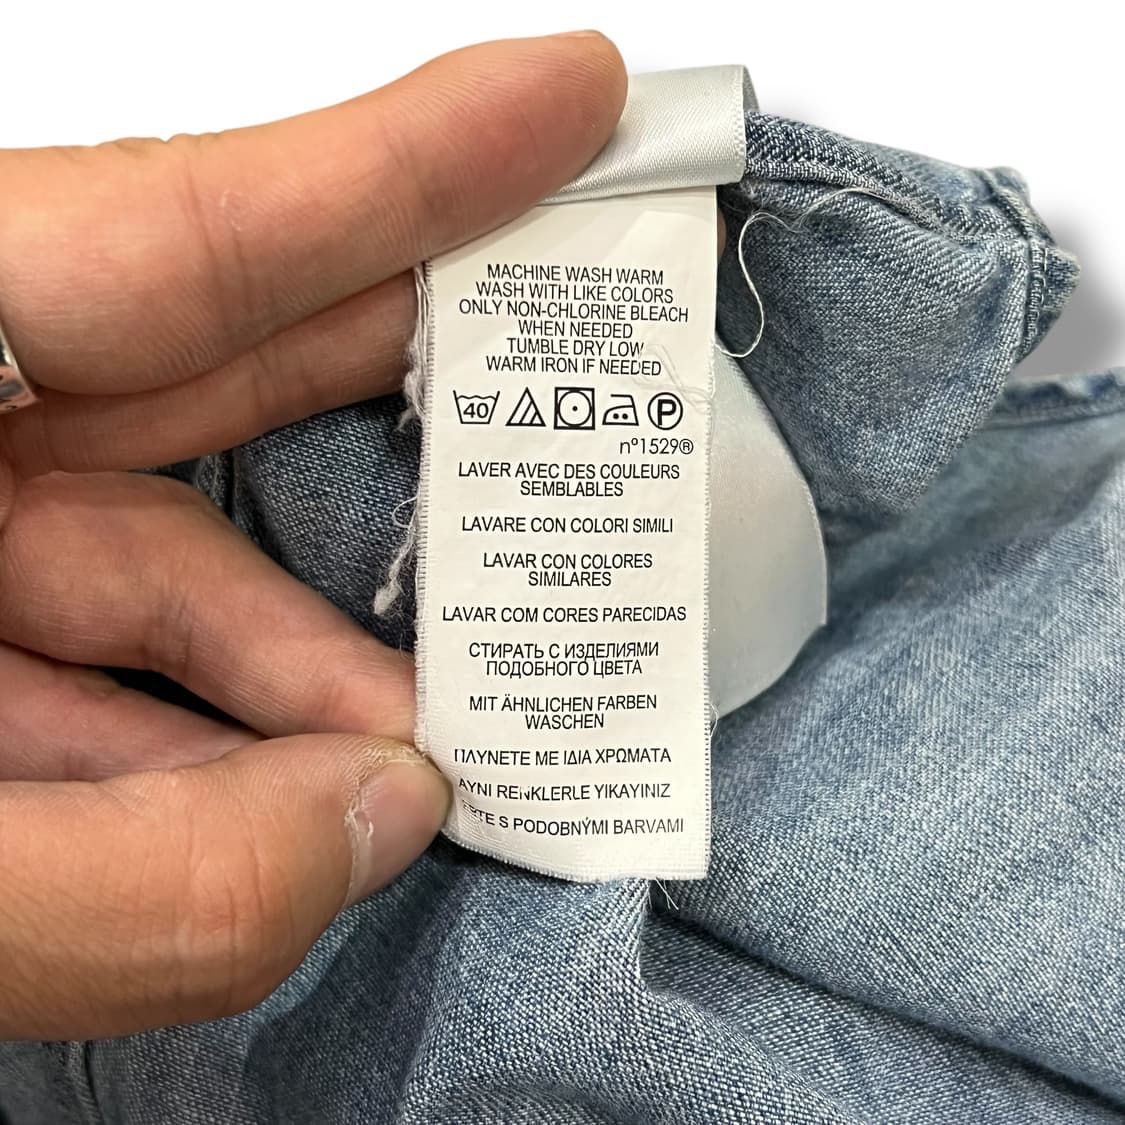 MACHINE WASH WARM
WASH WITH LIKE COLORS
ONLY NON-CHLORINE BLEACH
WHEN NEEDED
TUMBLE DRY LOW
WARM IRON IF NEEDED
40 P
n°1529®
LAVER AVEC DES COULEURS
SEMBLABLES
LAVARE CON COLORI SIMILI
LAVAR CON COLORES
SIMILARES
LAVAR COM CORES PARECIDAS
СТИРАТЬ С ИЗДЕЛИЯМИ
ПОДОБНОГО ЦВЕТА
MIT ÄHNLICHEN FARBEN
WASCHEN
ΠΛΥΝΕΤΕ ΜΕ ΙΔΙΑ ΧΡΩΜΑΤΑ
AYNI RENKLERLE YIKAYINIZ
S PODOBNÝMI BARVAMI